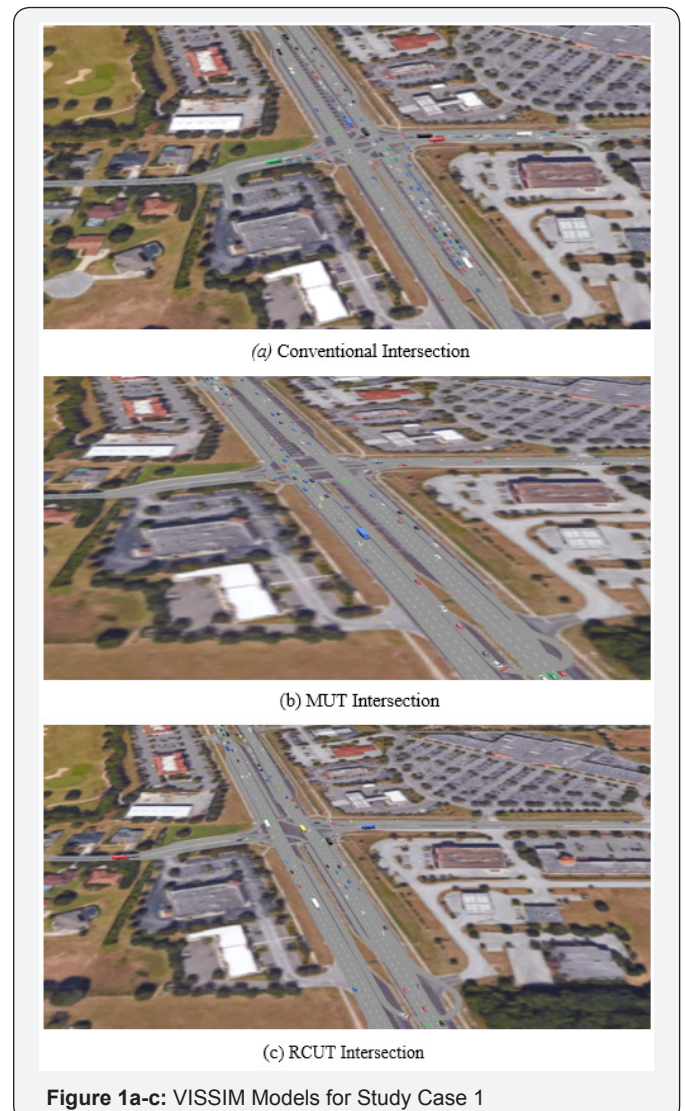 (a) Conventional Intersection
(b) MUT Intersection
(c) RCUT Intersection
Figure 1a-c: VISSIM Models for Study Case 1